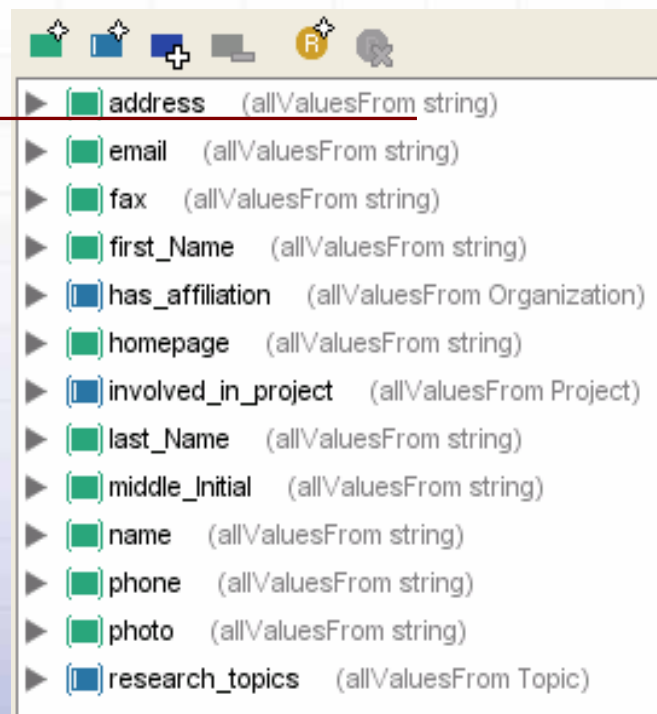 R R
address (allValuesFrom string)
email (allValuesFrom string)
fax (allValuesFrom string)
first_Name (allValuesFrom string)
has_affiliation (allValuesFrom Organization)
homepage (allValuesFrom string)
involved_in_project (allValuesFrom Project)
last_Name (allValuesFrom string)
middle_Initial (allValuesFrom string)
name (allValuesFrom string)
phone (allValuesFrom string)
photo (allValuesFrom string)
research_topics (allValuesFrom Topic)